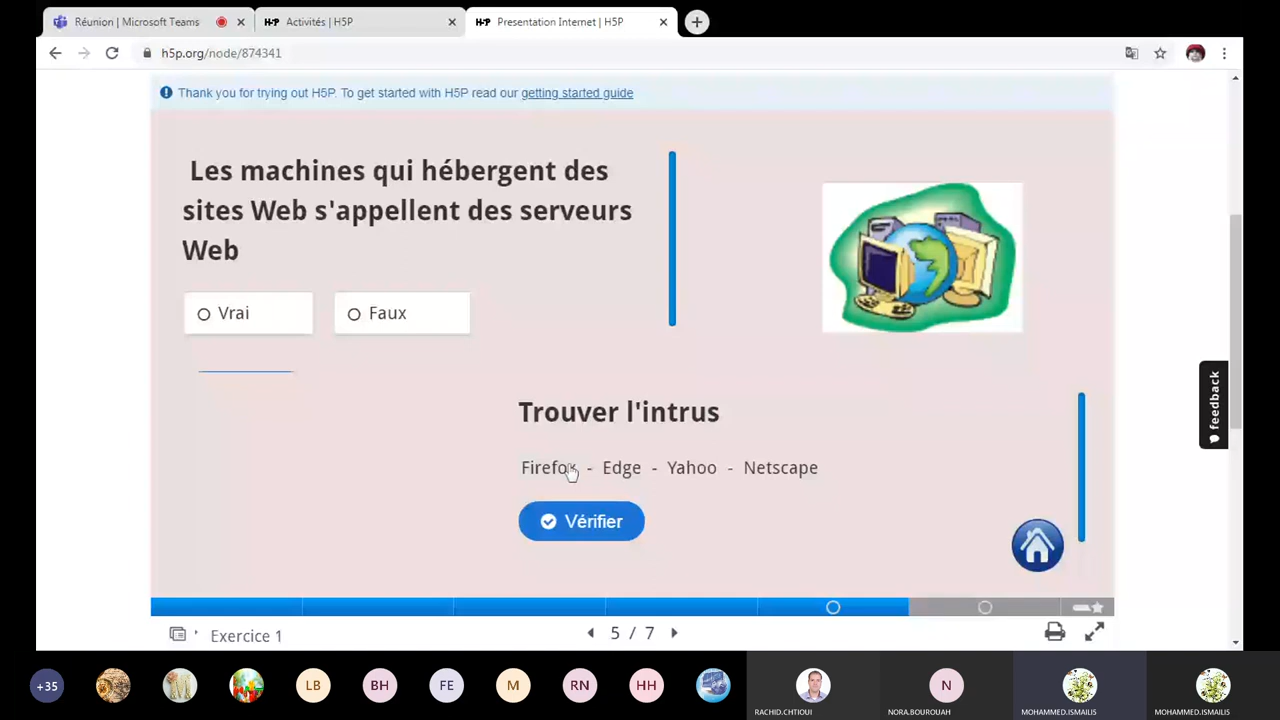 Réunion | Microsoft Teams
H-P Activités | H5P
H-P Presentation Internet | H5P
h5p.org/node/874341
Thank you for trying out H5P. To get started with H5P read our getting started guide
Les machines qui hébergent des
sites Web s'appellent des serveurs
Web
Vrai
Faux
Trouver l'intrus
Firefox - Edge - Yahoo - Netscape
Vérifier
feedback
Exercice 1
5 / 7
+35
LB
BH
FE
M
RN
HH
N
RACHID.CHTIOUI
NORA.BOUROUAH
MOHAMMED.ISMAILIS
MOHAMMED.ISMAILIS